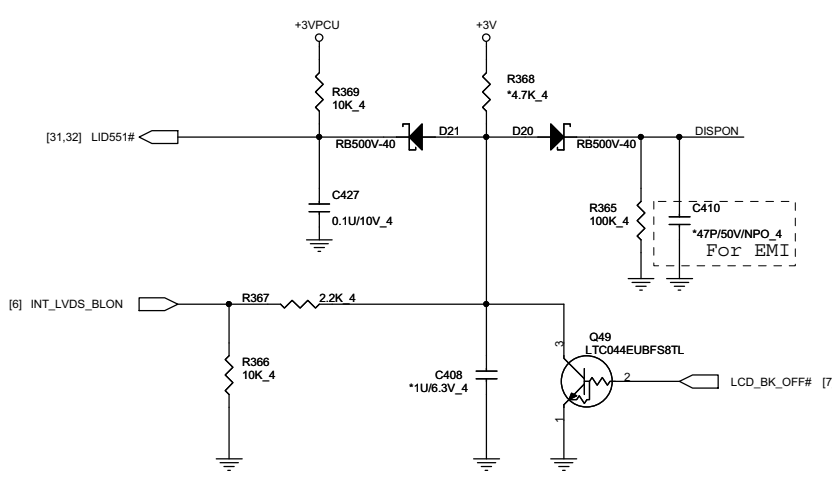 +3VPCU
+3V
R369
10K_4
R368
*4.7K_4
[31,32] LID551#
D21
D20
DISPON
RB500V-40
RB500V-40
C427
0.1U/10V_4
R365
100K_4
C410
*47P/50V/NPO_4
For EMI
[6] INT_LVDS_BLON
R367
2.2K_4
Q49
LTC044EUBFS8TL
3
R366
10K_4
C408
*1U/6.3V_4
2
LCD_BK_OFF# [7
1